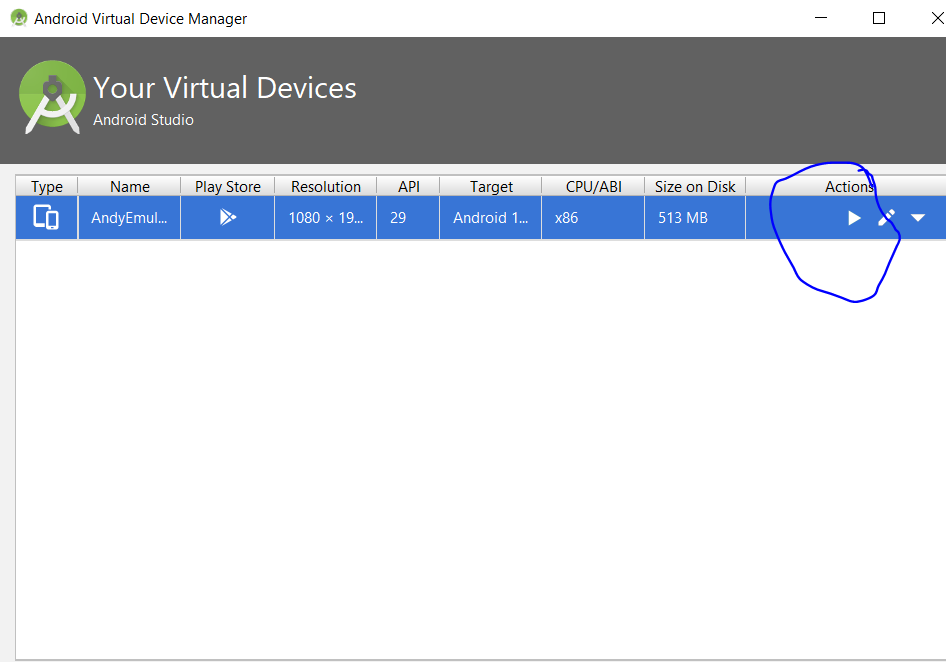 Android Virtual Device Manager
Your Virtual Devices
Android Studio
Type Name Play Store Resolution API Target CPU/ABI Size on Disk Actions
AndyEmul... 1080 × 19... 29 Android 1... x86 513 MB